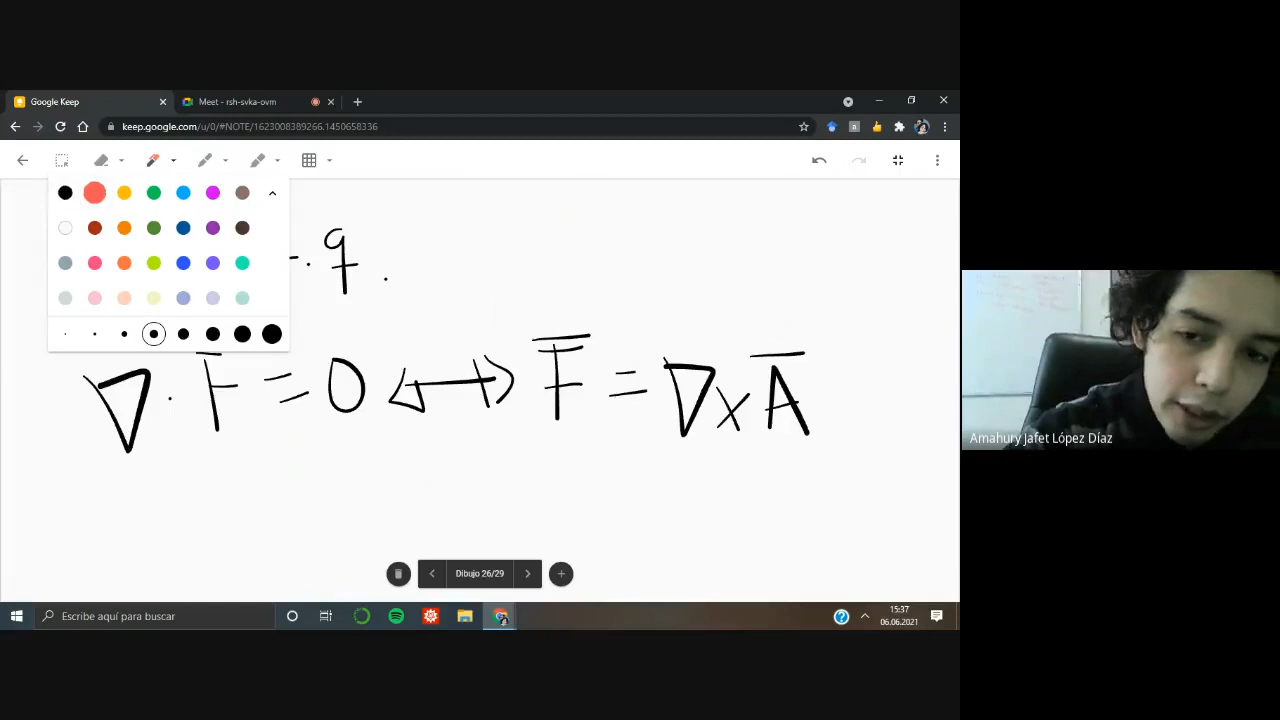 Google Keep
Meet - rsh-svka-ovm
keep.google.com/u/0/#NOTE/1623008389266.1450658336
a
q.
∇ · F̅ = 0 ⟷ F̅ = ∇ x A̅
Amahury Jafet López Díaz
Dibujo 26/29
Escribe aquí para buscar
15:37
06.06.2021